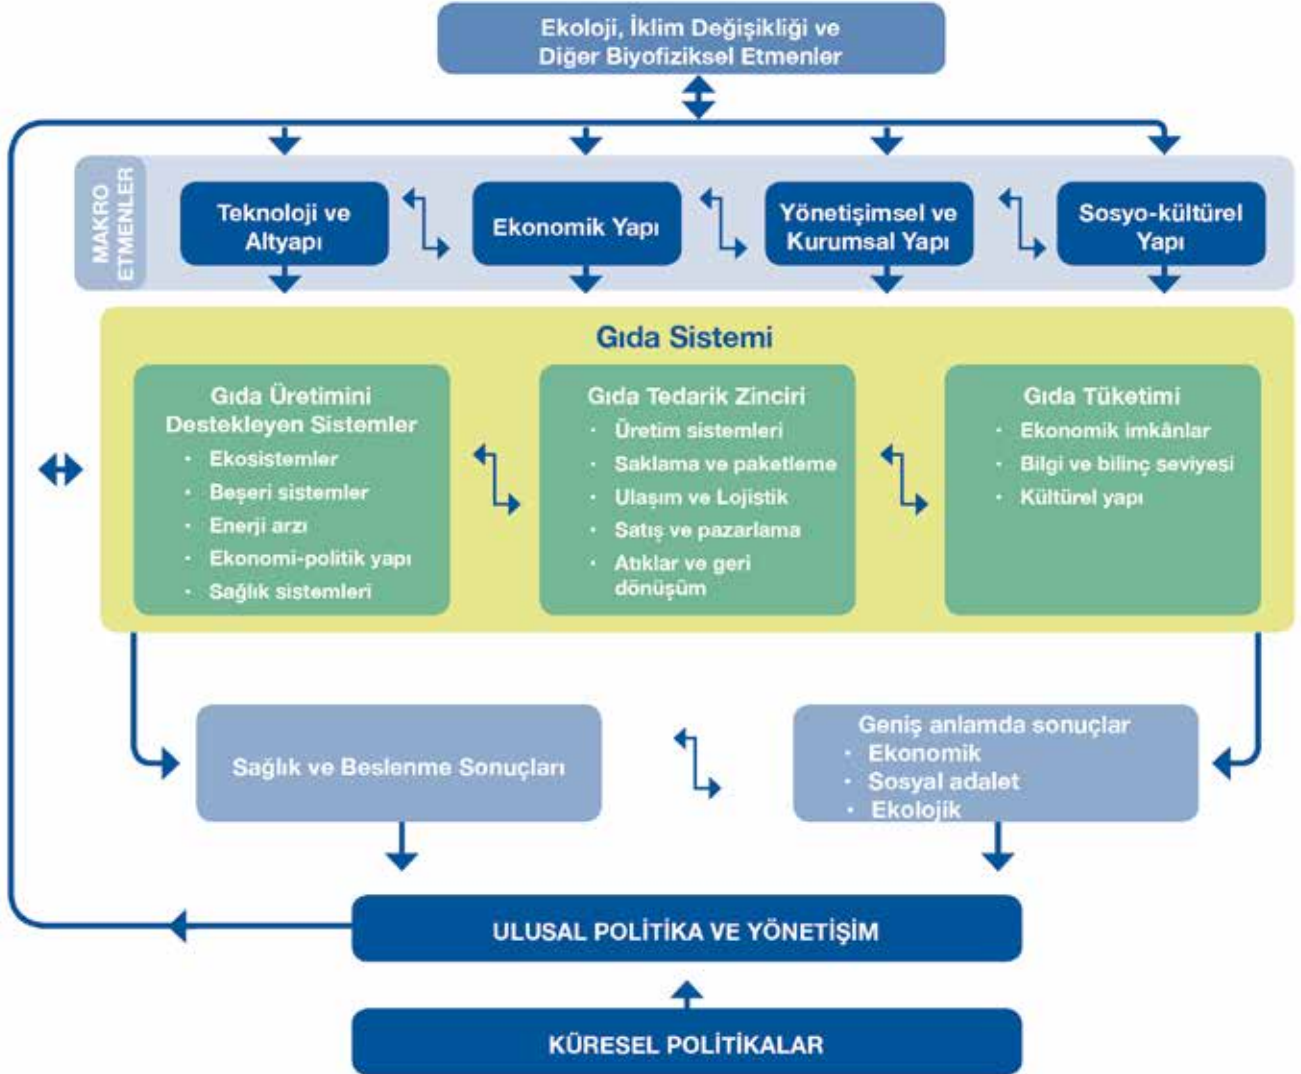 Ekoloji, İklim Değişikliği ve
Diğer Biyofiziksel Etmenler
MAKRO
ETMENLER
Teknoloji ve
Altyapı
Ekonomik Yapı
Yönetişimsel ve
Kurumsal Yapı
Sosyo-kültürel
Yapı
Gıda Sistemi
Gıda Üretimini
Destekleyen Sistemler
· Ekosistemler
· Beşeri sistemler
· Enerji arzı
· Ekonomi-politik yapı
· Sağlık sistemleri
Gıda Tedarik Zinciri
· Üretim sistemleri
· Saklama ve paketleme
· Ulaşım ve Lojistik
· Satış ve pazarlama
· Atıklar ve geri
dönüşüm
Gıda Tüketimi
· Ekonomik imkânlar
· Bilgi ve bilinç seviyesi
· Kültürel yapı
Sağlık ve Beslenme Sonuçları
Geniş anlamda sonuçlar
· Ekonomik
· Sosyal adalet
· Ekolojik
ULUSAL POLİTİKA VE YÖNETİŞİM
KÜRESEL POLİTİKALAR